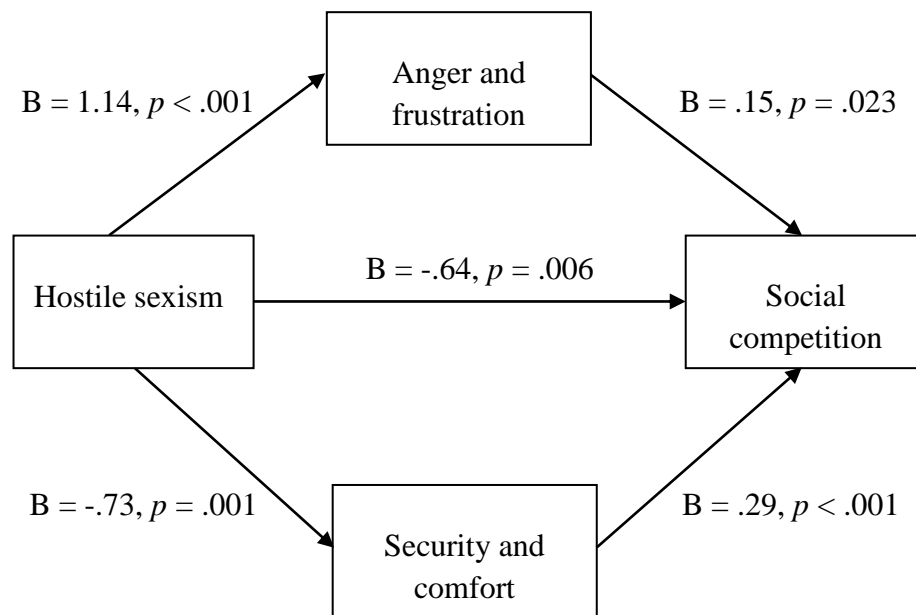 Anger and
frustration
B = 1.14, p < .001
B = .15, p = .023
B = -.64, p = .006
Hostile sexism
Social
competition
B = -.73, p = .001
B = .29, p < .001
Security and
comfort